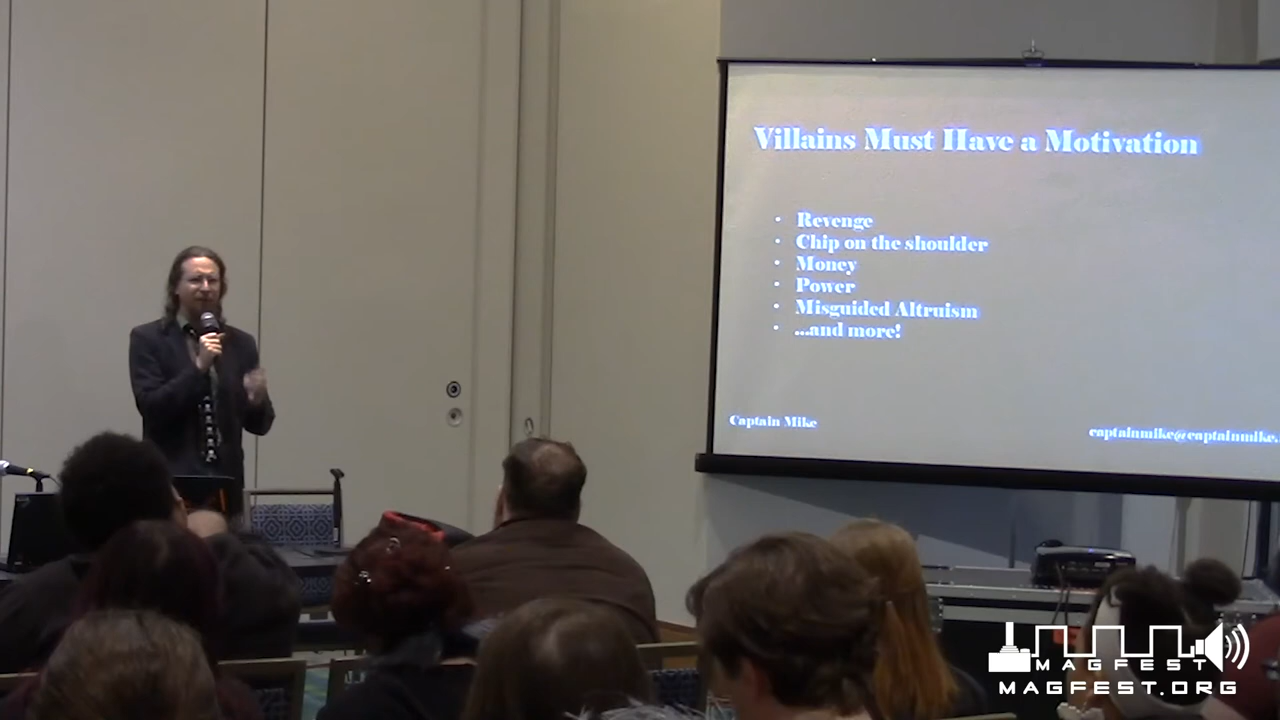 Villains Must Have a Motivation
• Revenge
• Chip on the shoulder
• Money
• Power
• Misguided Altruism
• ...and more!
Captain Mike
captainmike@captainmike.
MAGFEST
MAGFEST.ORG